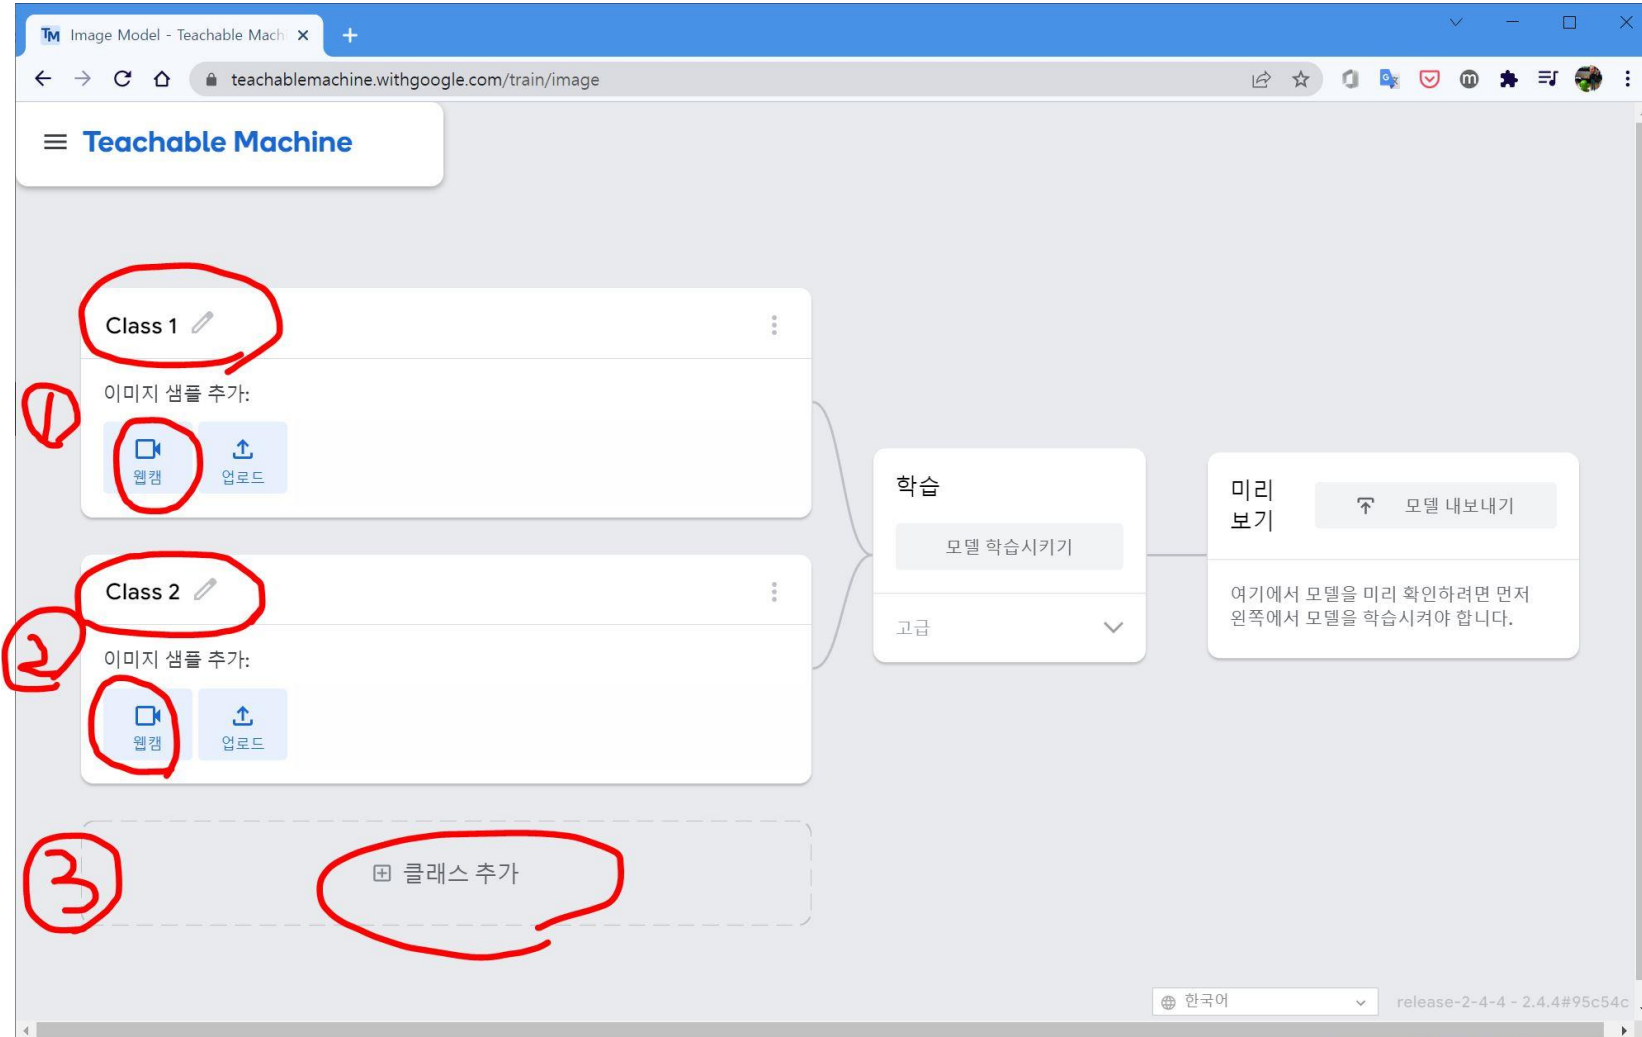 TM Image Model - Teachable Mach
teachablemachine.withgoogle.com/train/image
Teachable Machine
Class 1
이미지 샘플 추가:
웹캠 업로드
①
Class 2
이미지 샘플 추가:
웹캠 업로드
②
클래스 추가
③
학습
모델 학습시키기
고급
미리
보기
모델 내보내기
여기에서 모델을 미리 확인하려면 먼저
왼쪽에서 모델을 학습시켜야 합니다.
한국어
release-2-4-4 - 2.4.4#95c54c